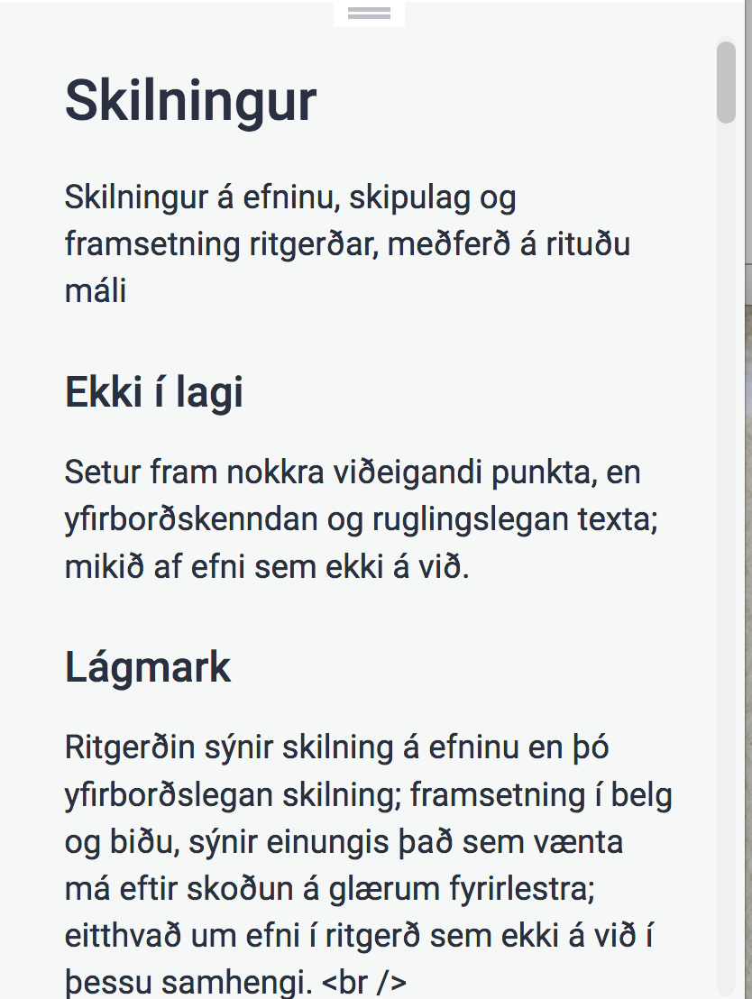 Skilningur
Skilningur á efninu, skipulag og
framsetning ritgerðar, meðferð á rituðu
máli
Ekki í lagi
Setur fram nokkra viðeigandi punkta, en
yfirborðskenndan og ruglingslegan texta;
mikið af efni sem ekki á við.
Lágmark
Ritgerðin sýnir skilning á efninu en þó
yfirborðslegan skilning; framsetning í belg
og biðu, sýnir einungis það sem vænta
má eftir skoðun á glærum fyrirlestra;
eitthvað um efni í ritgerð sem ekki á við í
þessu samhengi. <br />